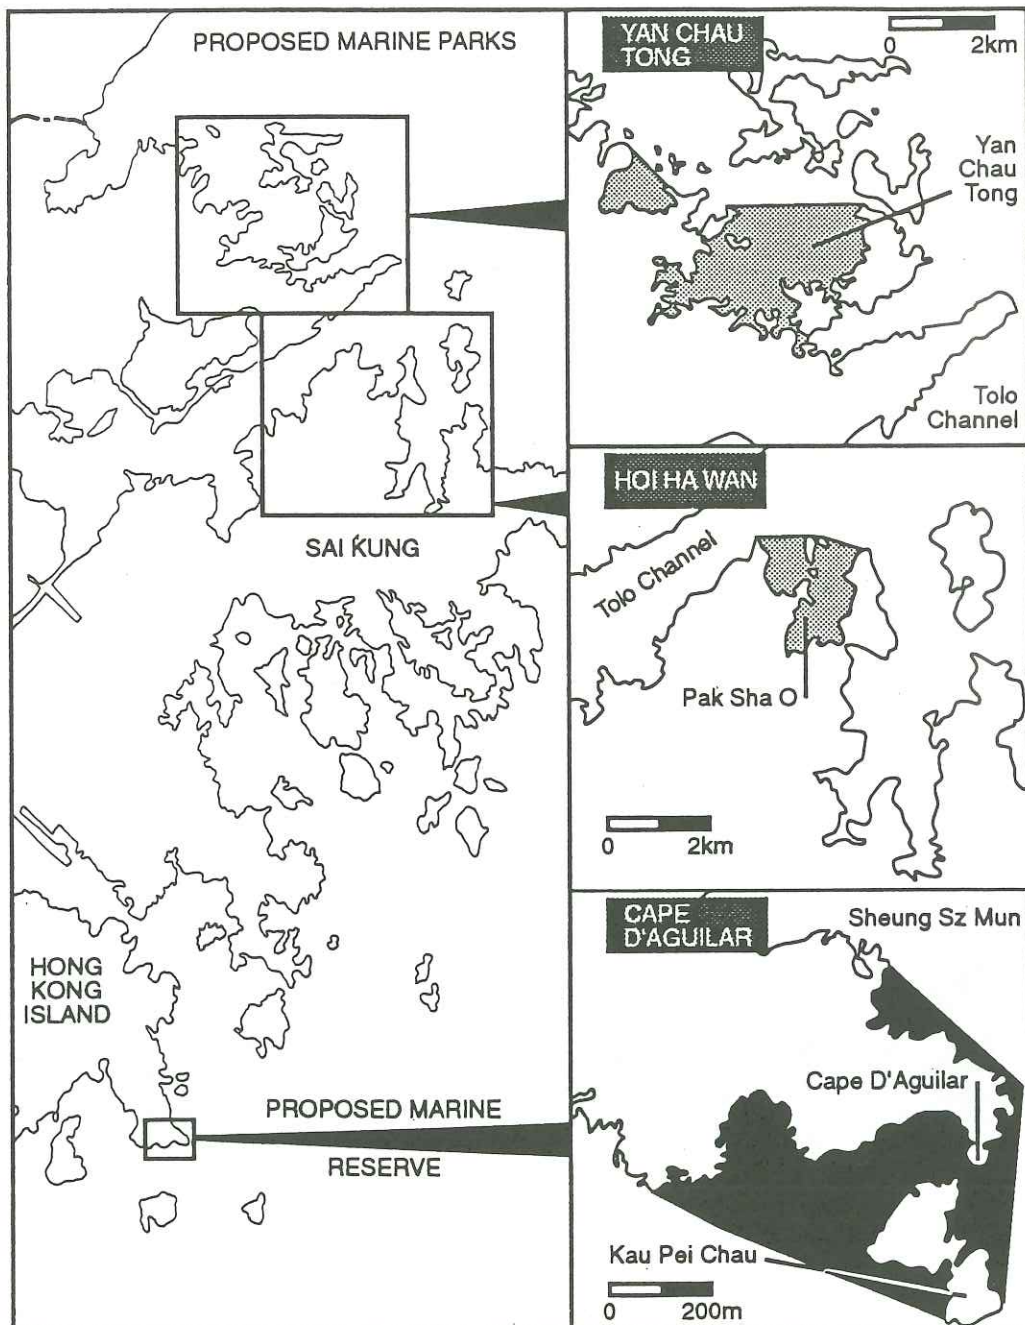 PROPOSED MARINE PARKS
SAI KUNG
HONG
KONG
ISLAND
PROPOSED MARINE
RESERVE
YAN CHAU
TONG
0 2km
Yan
Chau
Tong
Tolo
Channel
HOI HA WAN
Tolo Channel
Pak Sha O
0 2km
CAPE
D'AGUILAR
Sheung Sz Mun
Cape D'Aguilar
Kau Pei Chau
0 200m